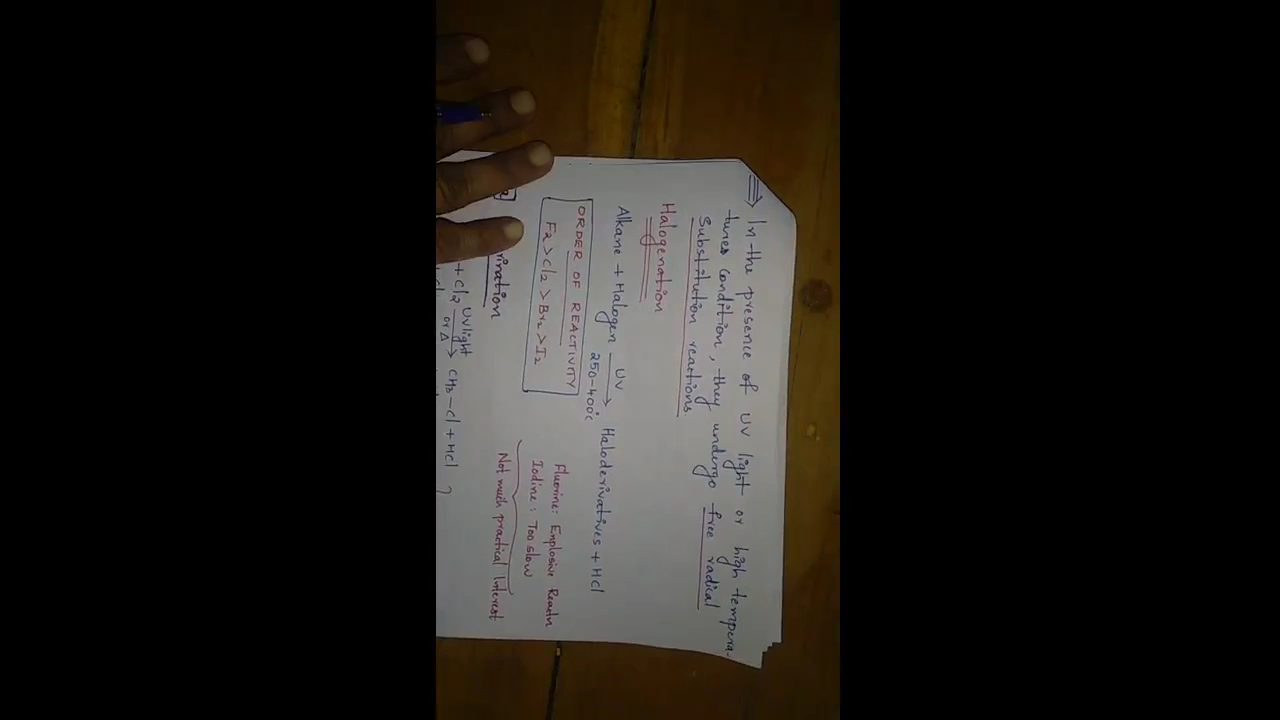 ⇒ In the presence of UV light or high tempera-
tures condition, they undergo free radical
Substitution reactions.
Halogenation
Alkane + Halogen UV → Haloderivatives + HCl
250-400°C
ORDER OF REACTIVITY
F2 > Cl2 > Br2 > I2
Fluorine: Explosive Reactn
Iodine: Too slow
Not much practical Interest
+ Cl2 UV light → CH3 - Cl + HCl
or Δ